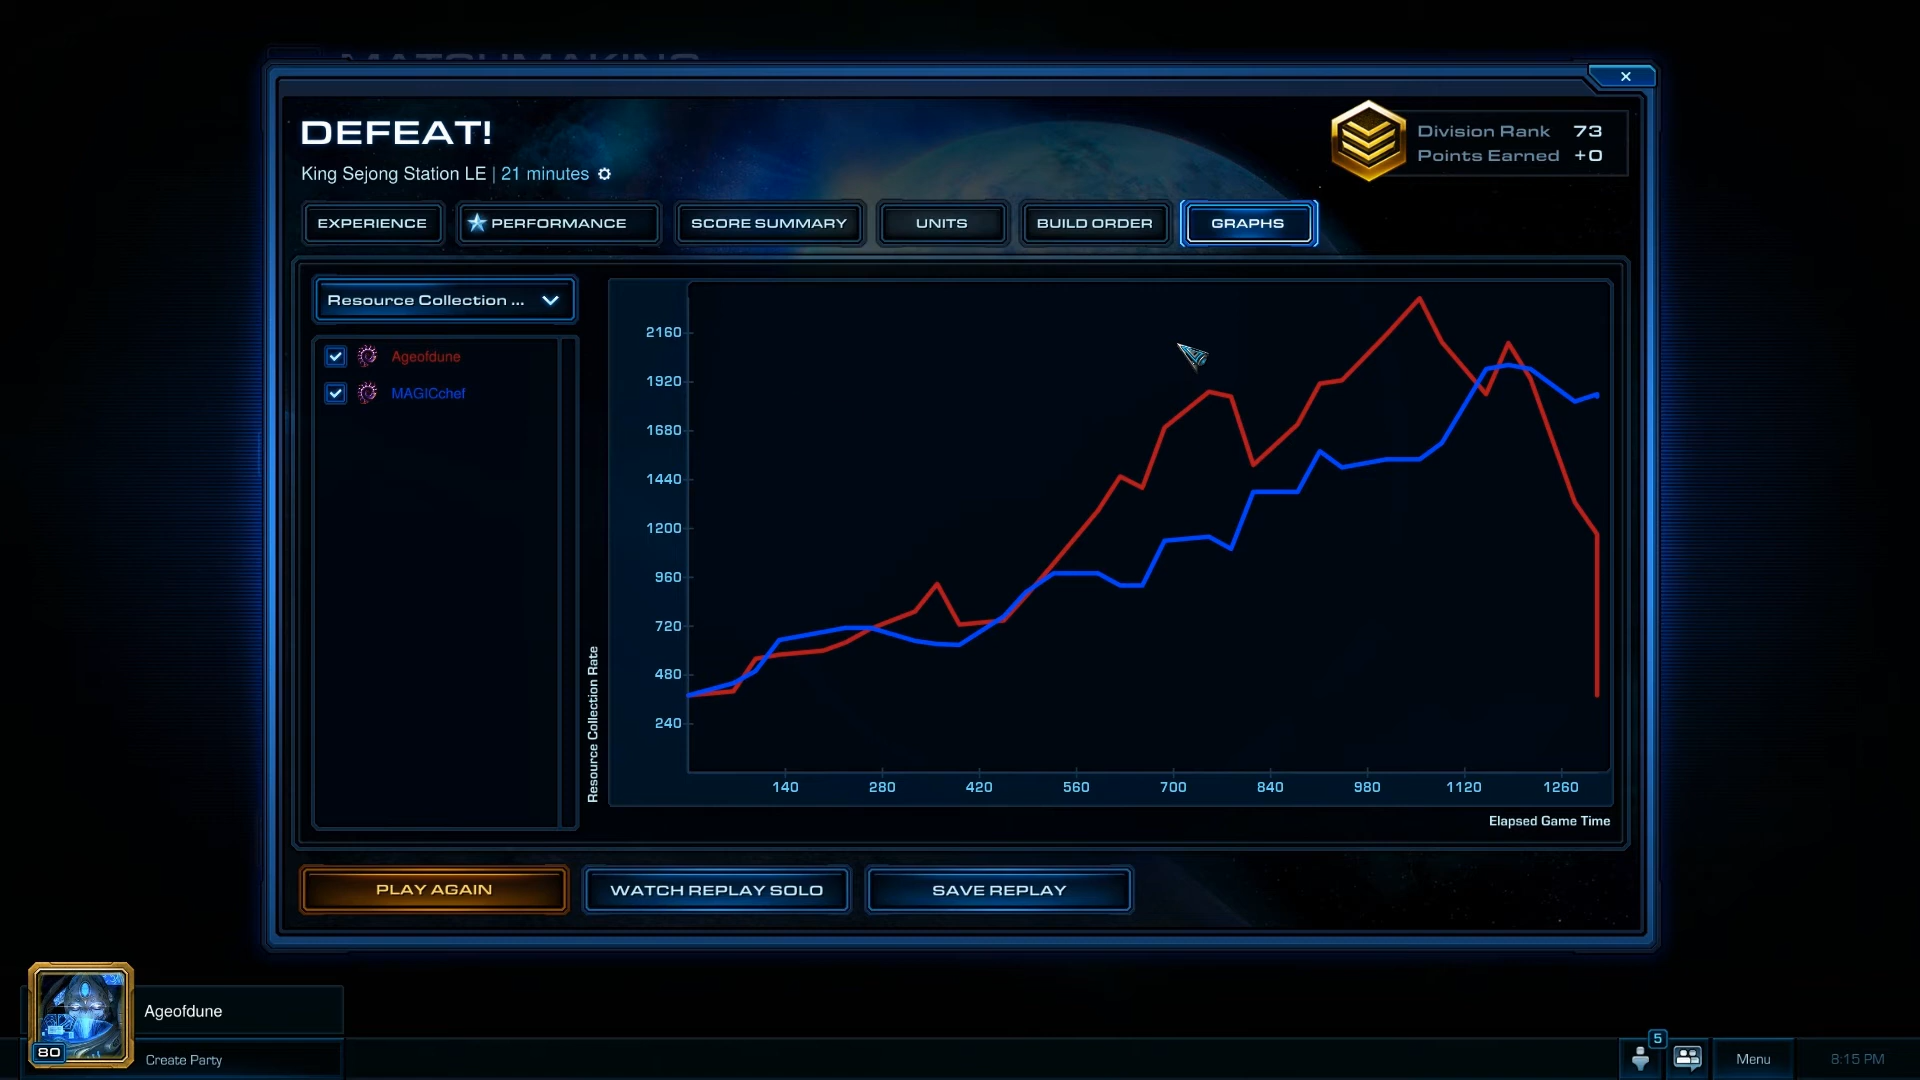 DEFEAT!
King Sejong Station LE | 21 minutes
Division Rank 73
Points Earned +0
EXPERIENCE
PERFORMANCE
SCORE SUMMARY
UNITS
BUILD ORDER
GRAPHS
Resource Collection ...
Ageofdune
MAGICchef
2160
1920
1680
1440
1200
960
720
480
240
Resource Collection Rate
140 280 420 560 700 840 980 1120 1260
Elapsed Game Time
PLAY AGAIN
WATCH REPLAY SOLO
SAVE REPLAY
80
Ageofdune
Create Party
5
Menu
8:15 PM